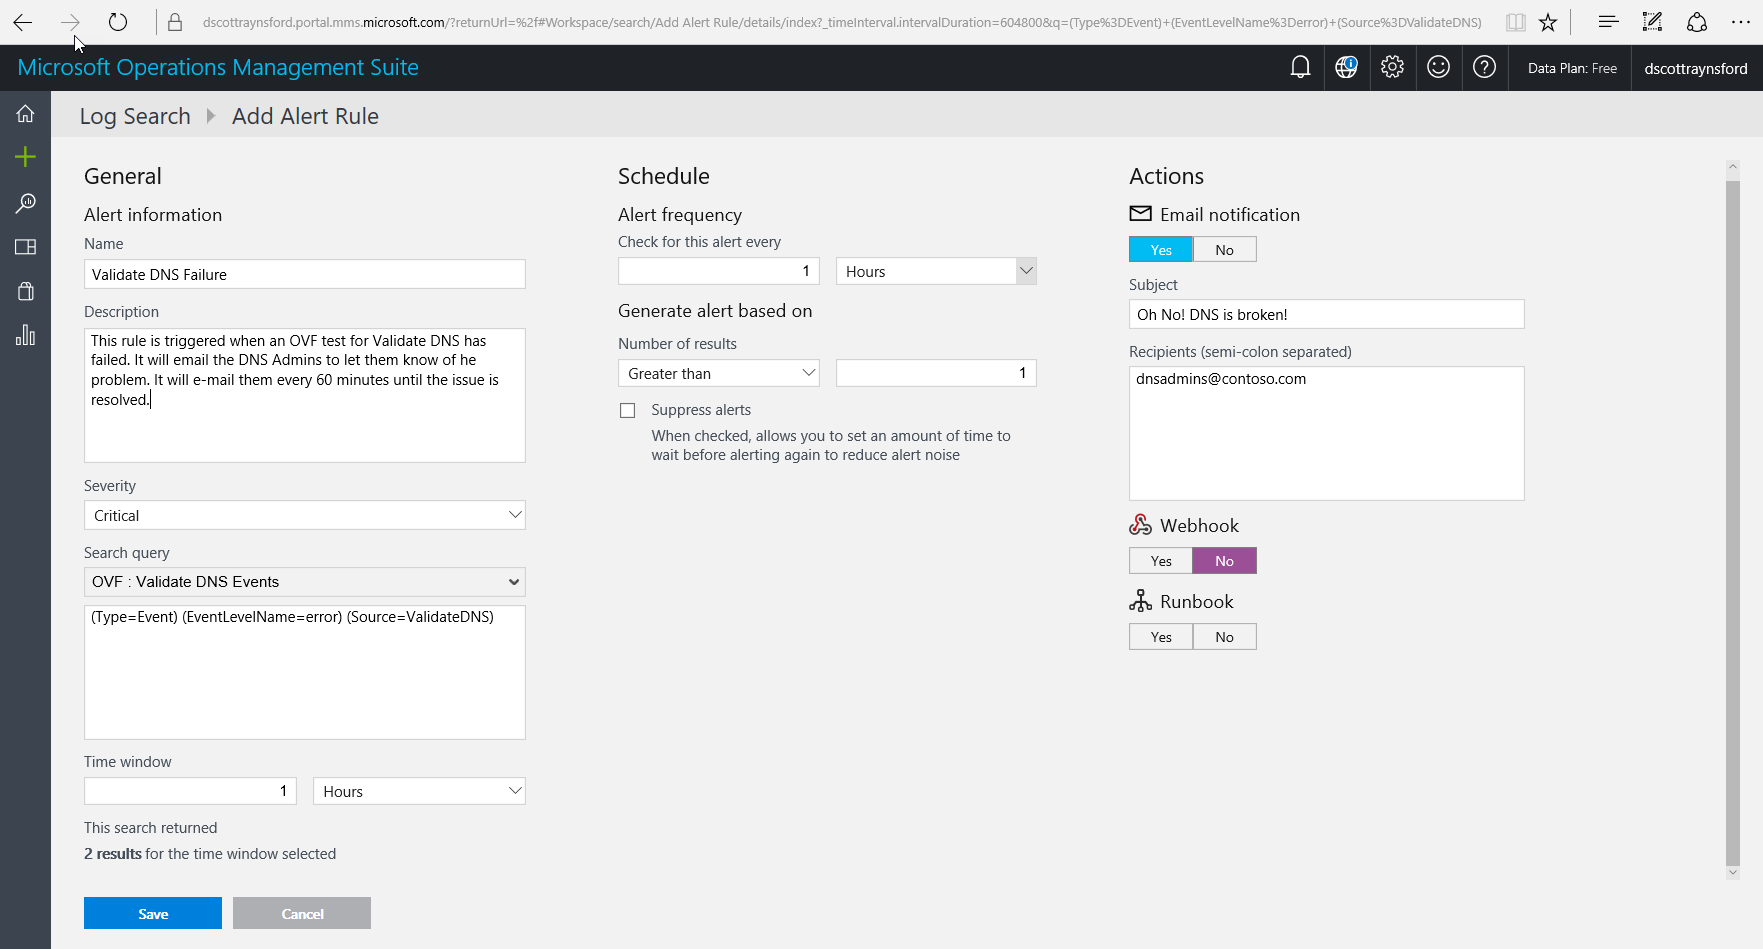 dscottraynsford.portal.mms.microsoft.com/?returnUrl=%2f#Workspace/search/Add Alert Rule/details/index?_timeInterval.intervalDuration=604800&q=(Type%3DEvent)+(EventLevelName%3Derror)+(Source%3DValidateDNS)
Microsoft Operations Management Suite
Data Plan: Free
dscottraynsford
Log Search
Add Alert Rule
General
Alert information
Name
Validate DNS Failure
Description
This rule is triggered when an OVF test for Validate DNS has
failed. It will email the DNS Admins to let them know of he
problem. It will e-mail them every 60 minutes until the issue is
resolved.
Severity
Critical
Search query
OVF : Validate DNS Events
(Type=Event) (EventLevelName=error) (Source=ValidateDNS)
Time window
1
Hours
This search returned
2 results for the time window selected
Save
Cancel
Schedule
Alert frequency
Check for this alert every
1
Hours
Generate alert based on
Number of results
Greater than
1
Suppress alerts
When checked, allows you to set an amount of time to
wait before alerting again to reduce alert noise
Actions
Email notification
Yes
No
Subject
Oh No! DNS is broken!
Recipients (semi-colon separated)
dnsadmins@contoso.com
Webhook
Yes
No
Runbook
Yes
No